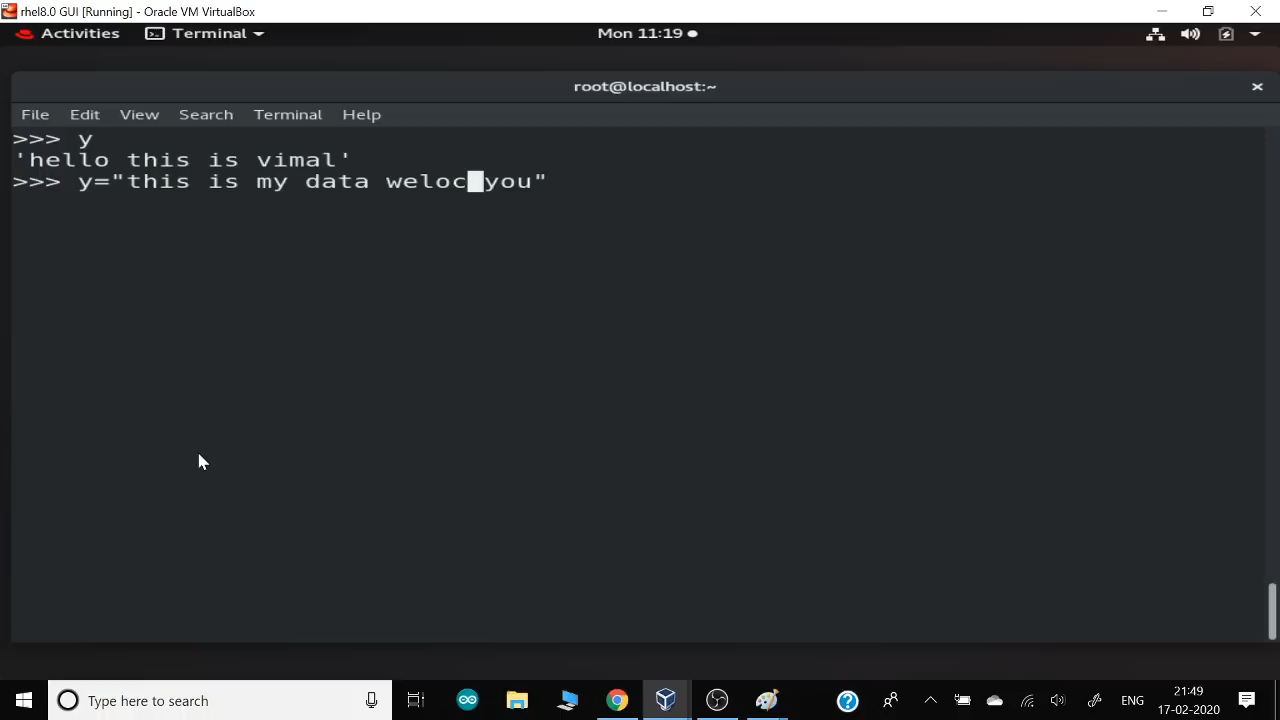 rhel8.0 GUI [Running] - Oracle VM VirtualBox
Activities Terminal Mon 11:19
root@localhost:~
File Edit View Search Terminal Help
>>> y
'hello this is vimal'
>>> y="this is my data weloc you"
Type here to search
ENG
21:49
17-02-2020